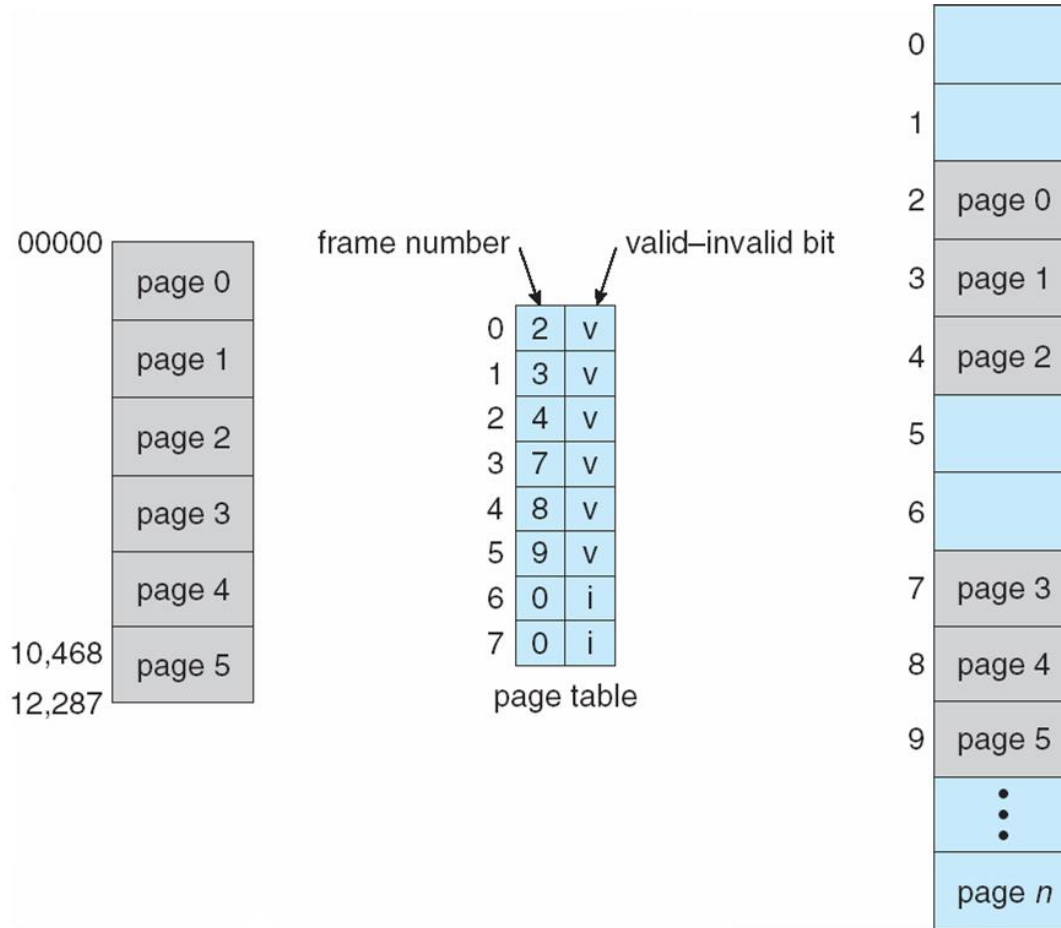 00000
page 0
page 1
page 2
page 3
page 4
10,468
page 5
12,287
frame number
valid–invalid bit
0 2 v
1 3 v
2 4 v
3 7 v
4 8 v
5 9 v
6 0 i
7 0 i
page table
0
1
2 page 0
3 page 1
4 page 2
5
6
7 page 3
8 page 4
9 page 5
page n